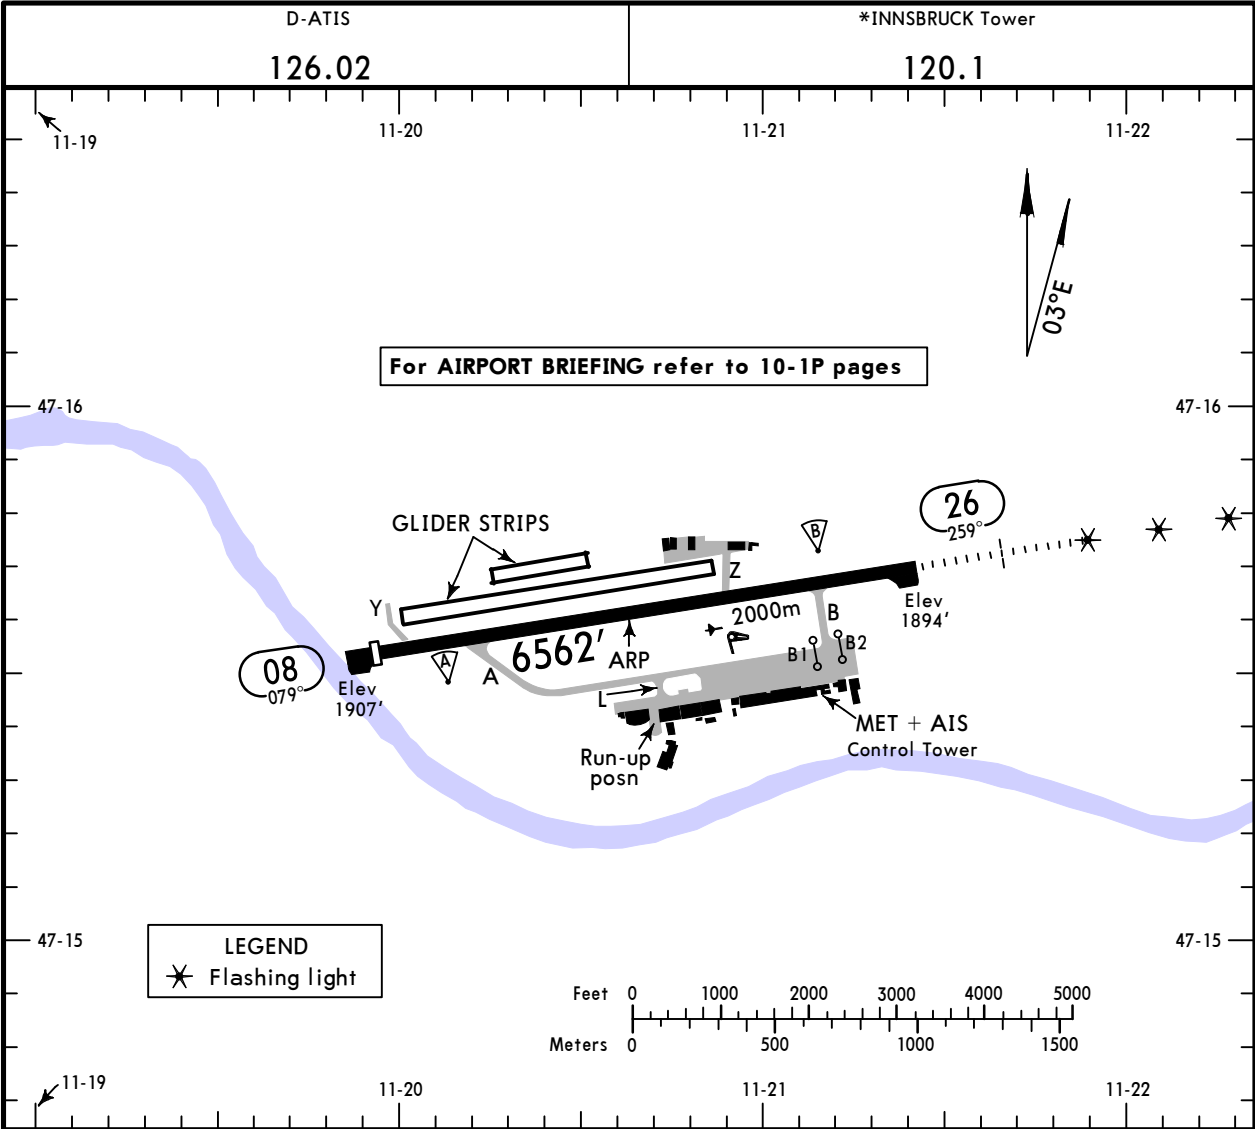 D-ATIS
126.02
*INNSBRUCK Tower
120.1
11-19
11-20
11-21
11-22
03°E
For AIRPORT BRIEFING refer to 10-1P pages
47-16
47-16
26
259°
GLIDER STRIPS
B
Z
Y
2000m
Elev
1894'
B
6562'
ARP
A
A
B1
B2
08
079°
Elev
1907'
L
MET + AIS
Control Tower
Run-up
posn
47-15
47-15
LEGEND
Flashing light
Feet 0 1000 2000 3000 4000 5000
Meters 0 500 1000 1500
11-19
11-20
11-21
11-22